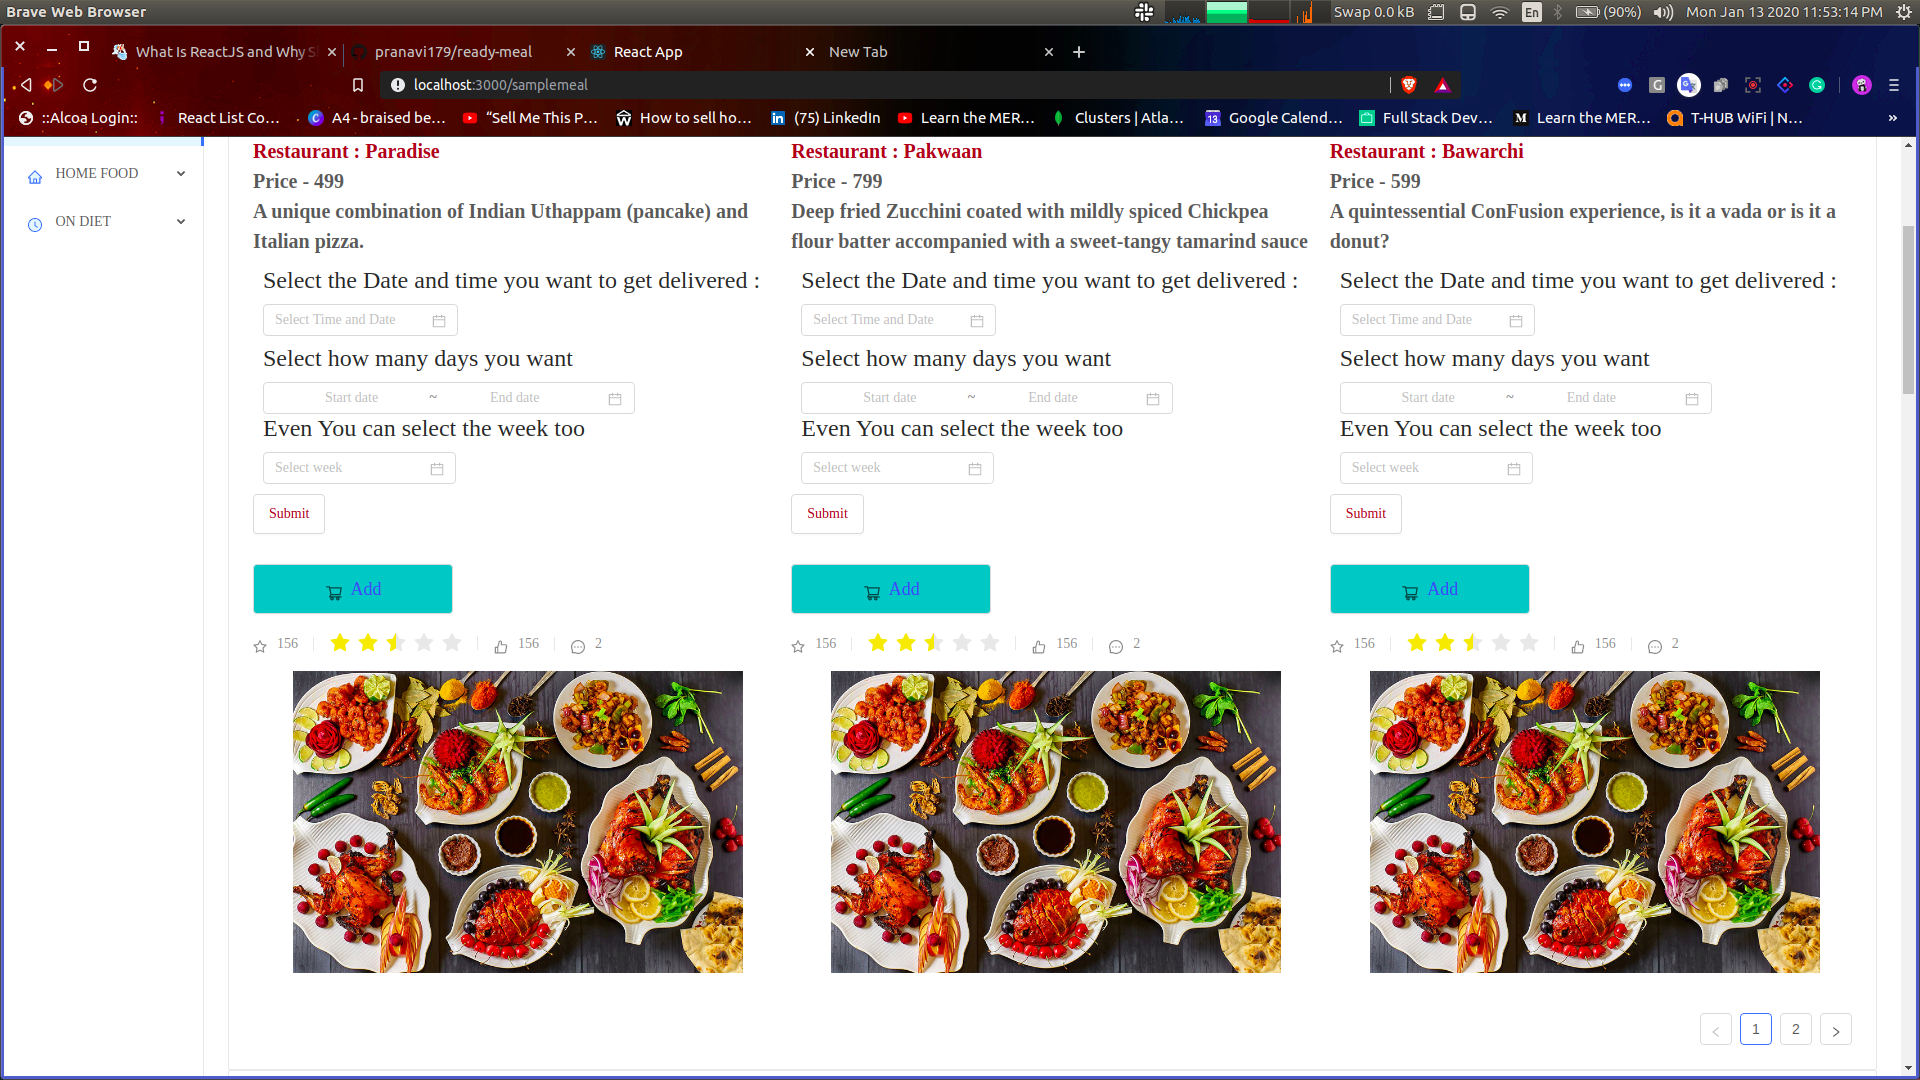 Brave Web Browser
Swap 0.0 kB
En
(90%)
Mon Jan 13 2020 11:53:14 PM
What Is ReactJS and Why S
pranavi179/ready-meal
React App
New Tab
localhost:3000/samplemeal
::Alcoa Login::
React List Co...
A4 - braised be...
“Sell Me This P...
How to sell ho...
(75) LinkedIn
Learn the MER...
Clusters | Atla...
Google Calend...
Full Stack Dev...
Learn the MER...
T-HUB WiFi | N...
»
HOME FOOD
ON DIET
Restaurant : Paradise
Price - 499
A unique combination of Indian Uthappam (pancake) and
Italian pizza.
Select the Date and time you want to get delivered :
Select Time and Date
Select how many days you want
Start date ~ End date
Even You can select the week too
Select week
Submit
Add
156
156
2
Restaurant : Pakwaan
Price - 799
Deep fried Zucchini coated with mildly spiced Chickpea
flour batter accompanied with a sweet-tangy tamarind sauce
Select the Date and time you want to get delivered :
Select Time and Date
Select how many days you want
Start date ~ End date
Even You can select the week too
Select week
Submit
Add
156
156
2
Restaurant : Bawarchi
Price - 599
A quintessential ConFusion experience, is it a vada or is it a
donut?
Select the Date and time you want to get delivered :
Select Time and Date
Select how many days you want
Start date ~ End date
Even You can select the week too
Select week
Submit
Add
156
156
2
< 1 2 >